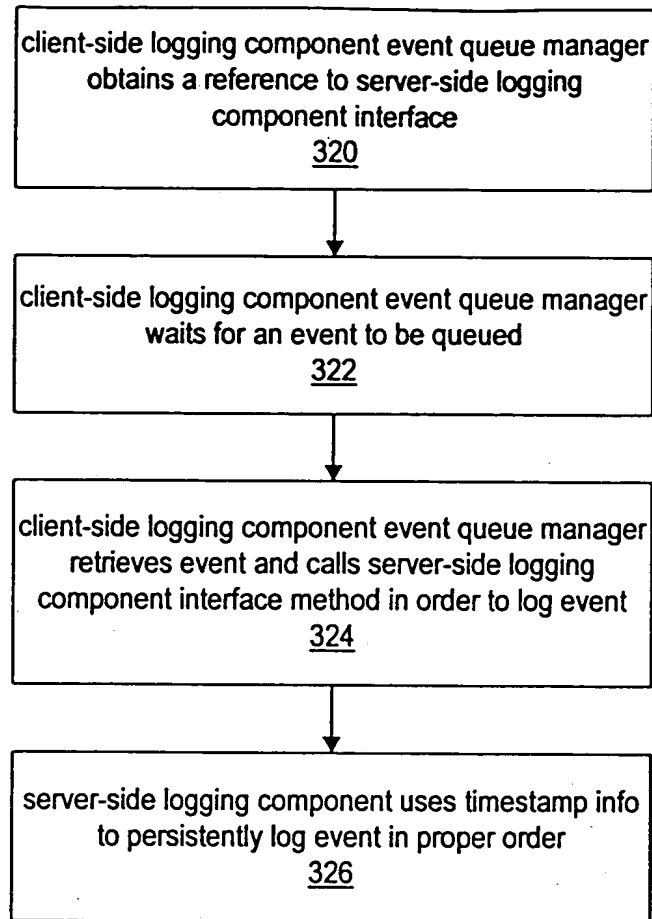 client-side logging component event queue manager
obtains a reference to server-side logging
component interface
320
client-side logging component event queue manager
waits for an event to be queued
322
client-side logging component event queue manager
retrieves event and calls server-side logging
component interface method in order to log event
324
server-side logging component uses timestamp info
to persistently log event in proper order
326